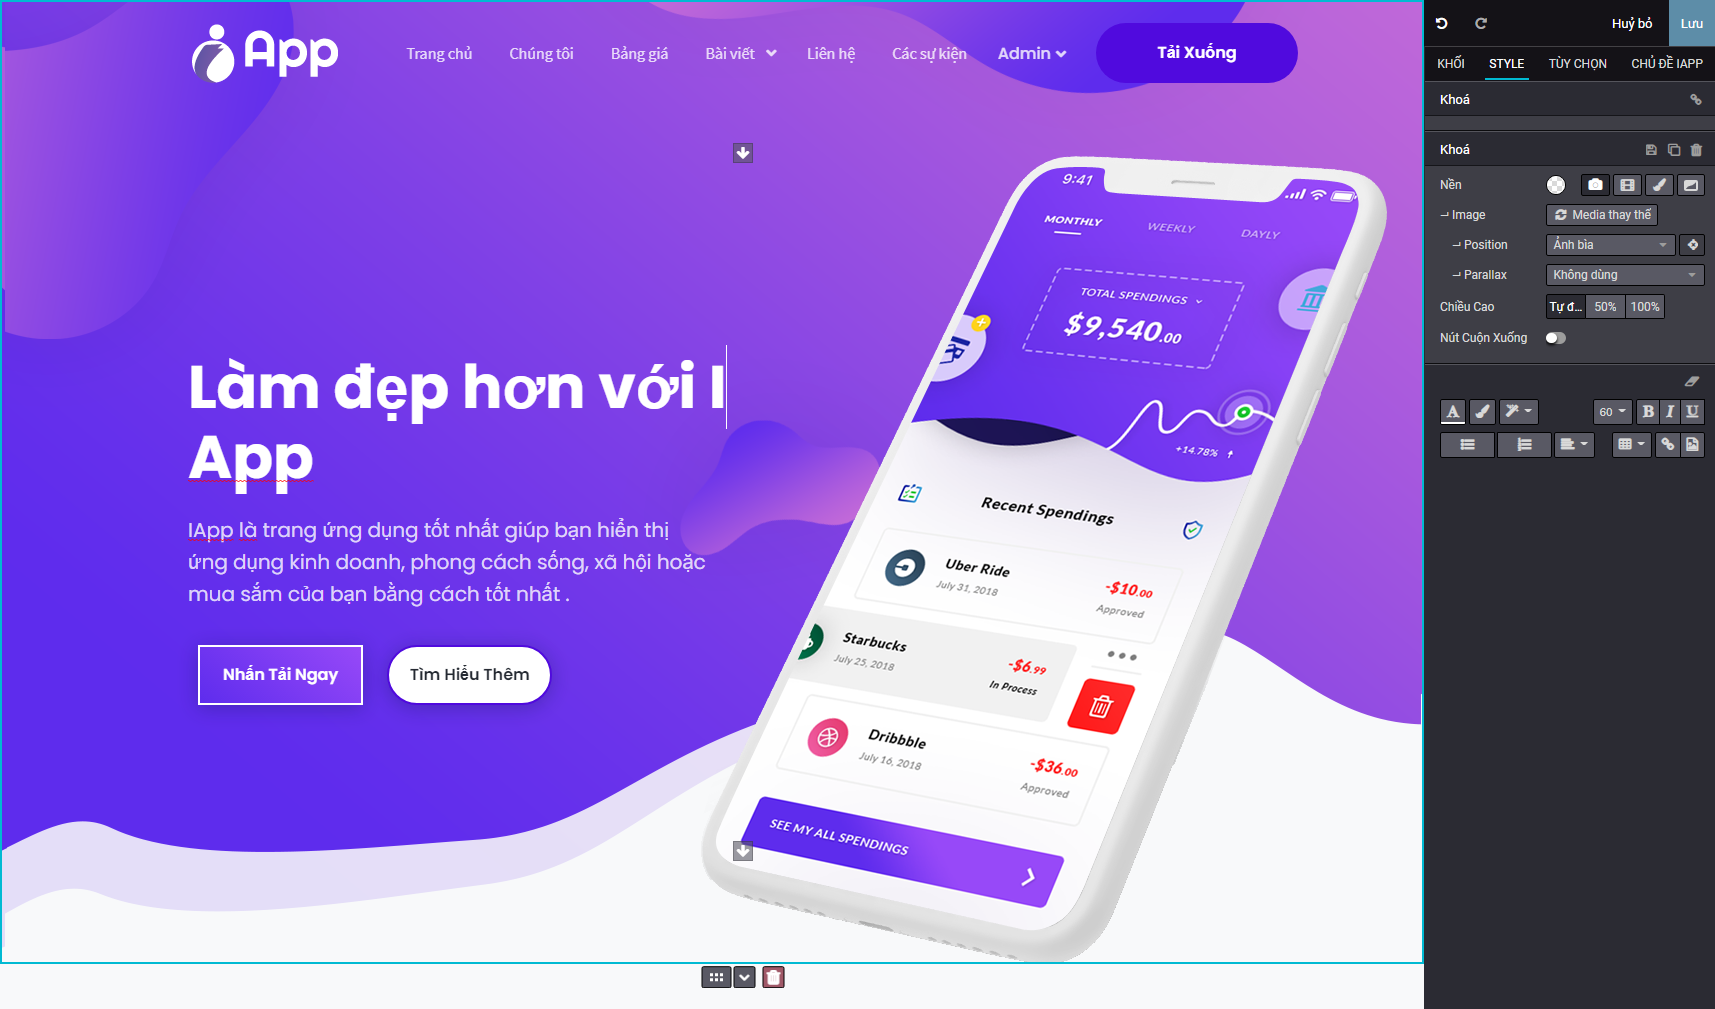 App
Trang chủ
Chúng tôi
Bảng giá
Bài viết
Liên hệ
Các sự kiện
Admin
Tải Xuống
Làm đẹp hơn với I
App
IApp là trang ứng dụng tốt nhất giúp bạn hiển thị
ứng dụng kinh doanh, phong cách sống, xã hội hoặc
mua sắm của bạn bằng cách tốt nhất .
Nhấn Tải Ngay
Tìm Hiểu Thêm
9:41
MONTHLY
WEEKLY
DAYLY
TOTAL SPENDINGS
$9,540.00
+14.78%
Recent Spendings
Uber Ride
July 31, 2018
-$10.00
Approved
Starbucks
July 25, 2018
-$6.99
In Process
Dribbble
July 16, 2018
-$36.00
Approved
SEE MY ALL SPENDINGS
Huỷ bỏ
Lưu
KHỐI
STYLE
TÙY CHỌN
CHỦ ĐỀ IAPP
Khoá
Khoá
Nền
Image
Media thay thế
Position
Ảnh bìa
Parallax
Không dùng
Chiều Cao
Tự đ...
50%
100%
Nút Cuộn Xuống
A
60
B
I
U